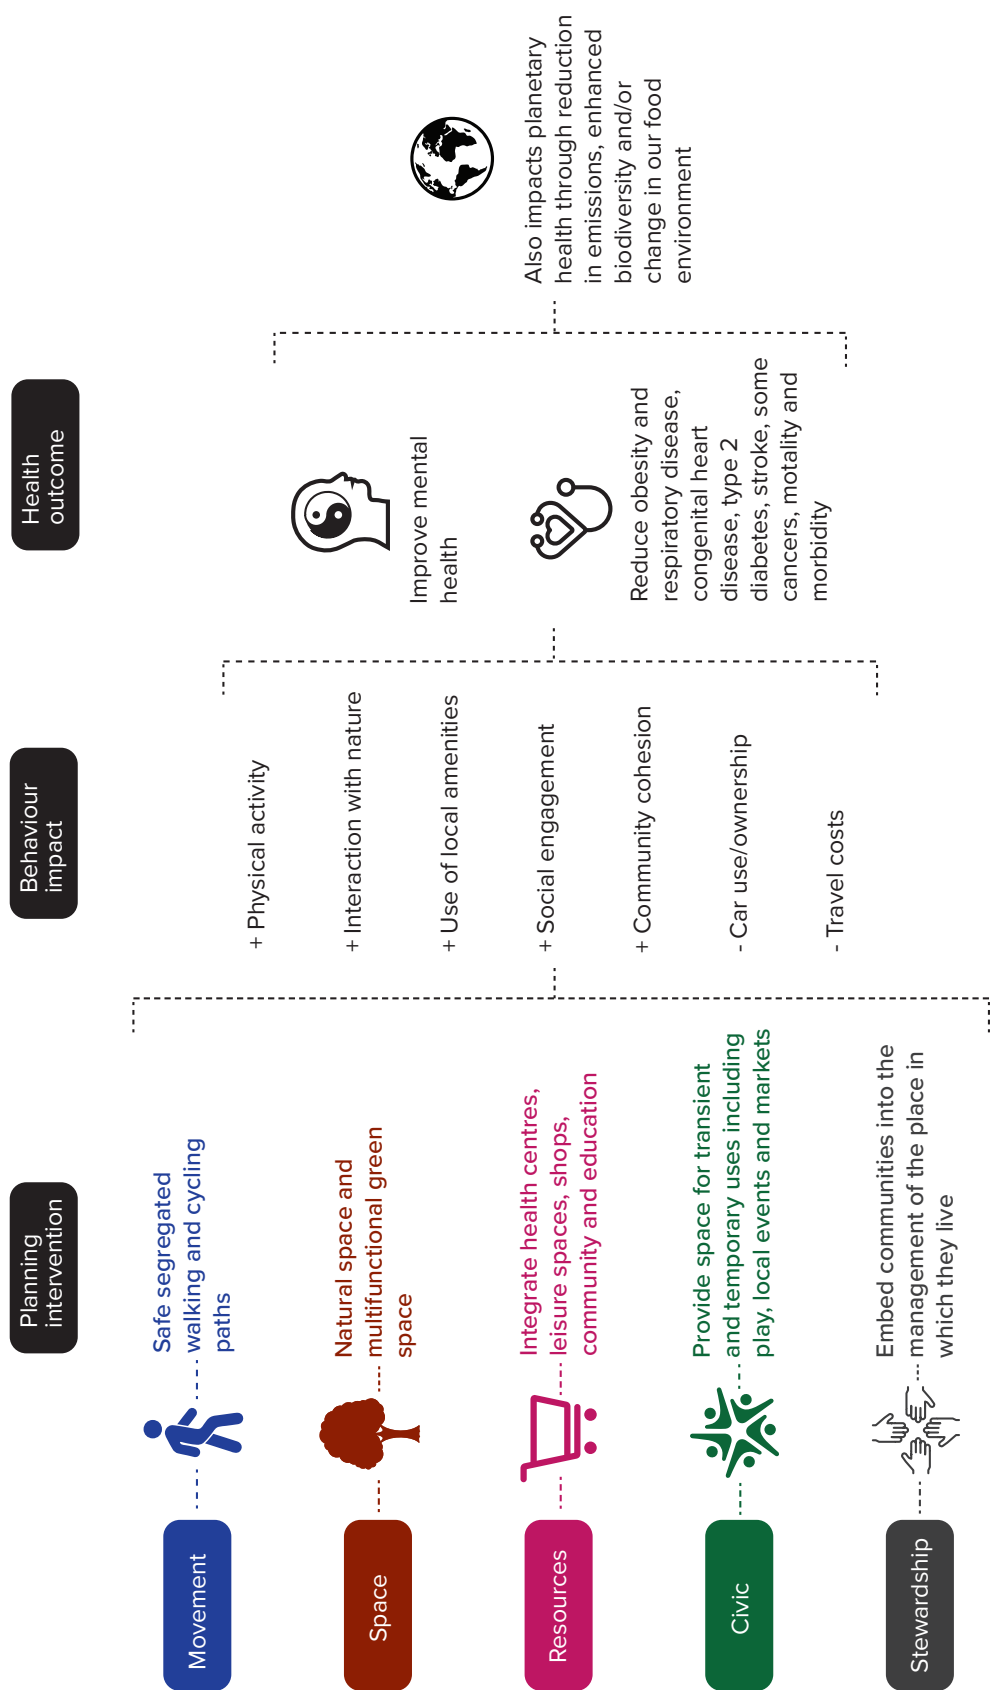 Planning
intervention
Behaviour
impact
Health
outcome
Movement
Safe segregated
walking and cycling
paths
Space
Natural space and
multifunctional green
space
Resources
Integrate health centres,
leisure spaces, shops,
community and education
Civic
Provide space for transient
and temporary uses including
play, local events and markets
Stewardship
Embed communities into the
management of the place in
which they live
+ Physical activity
+ Interaction with nature
+ Use of local amenities
+ Social engagement
+ Community cohesion
- Car use/ownership
- Travel costs
Improve mental
health
Reduce obesity and
respiratory disease,
congenital heart
disease, type 2
diabetes, stroke, some
cancers, motality and
morbidity
Also impacts planetary
health through reduction
in emissions, enhanced
biodiversity and/or
change in our food
environment